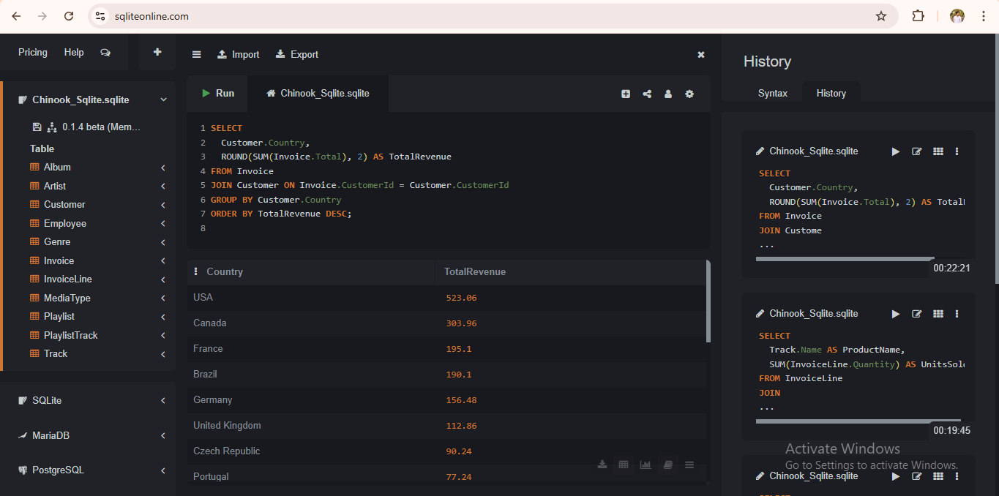 sqliteonline.com
Pricing Help
Import Export
History
Run Chinook_Sqlite.sqlite
Syntax History
Chinook_Sqlite.sqlite
0.1.4 beta (Mem...
Table
Album
Artist
Customer
Employee
Genre
Invoice
InvoiceLine
MediaType
Playlist
PlaylistTrack
Track
SQLite
MariaDB
PostgreSQL
1 SELECT
2 Customer.Country,
3 ROUND(SUM(Invoice.Total), 2) AS TotalRevenue
4 FROM Invoice
5 JOIN Customer ON Invoice.CustomerId = Customer.CustomerId
6 GROUP BY Customer.Country
7 ORDER BY TotalRevenue DESC;
8
Country TotalRevenue
USA 523.06
Canada 303.96
France 195.1
Brazil 190.1
Germany 156.48
United Kingdom 112.86
Czech Republic 90.24
Portugal 77.24
Chinook_Sqlite.sqlite
SELECT
Customer.Country,
ROUND(SUM(Invoice.Total), 2) AS Total
FROM Invoice
JOIN Custome
...
00:22:21
Chinook_Sqlite.sqlite
SELECT
Track.Name AS ProductName,
SUM(InvoiceLine.Quantity) AS UnitsSol
FROM InvoiceLine
JOIN
...
00:19:45
Activate Windows
Go to Settings to activate Windows.
Chinook_Sqlite.sqlite